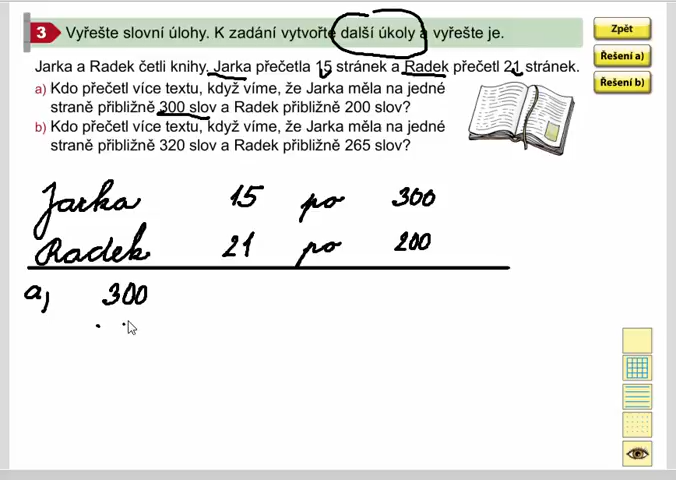 3 Vyřešte slovní úlohy. K zadání vytvořte další úkoly a vyřešte je.
Zpět
Řešení a)
Řešení b)
Jarka a Radek četli knihy. Jarka přečetla 15 stránek a Radek přečetl 21 stránek.
a) Kdo přečetl více textu, když víme, že Jarka měla na jedné
straně přibližně 300 slov a Radek přibližně 200 slov?
b) Kdo přečetl více textu, když víme, že Jarka měla na jedné
straně přibližně 320 slov a Radek přibližně 265 slov?
Jarka 15 po 300
Radek 21 po 200
a) 300